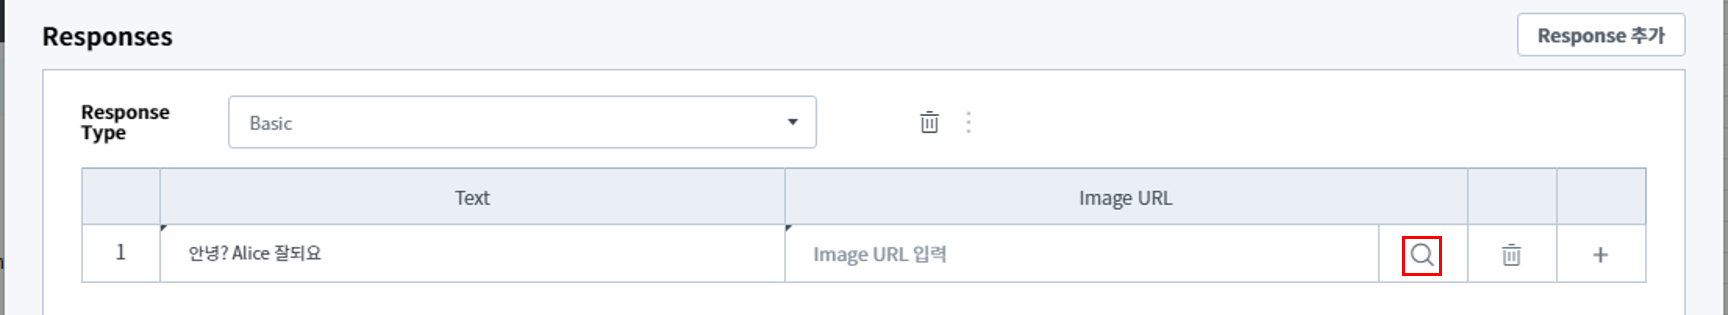 Responses
Response 추가
Response
Type
Basic
Text
Image URL
1
안녕? Alice 잘되요
Image URL 입력